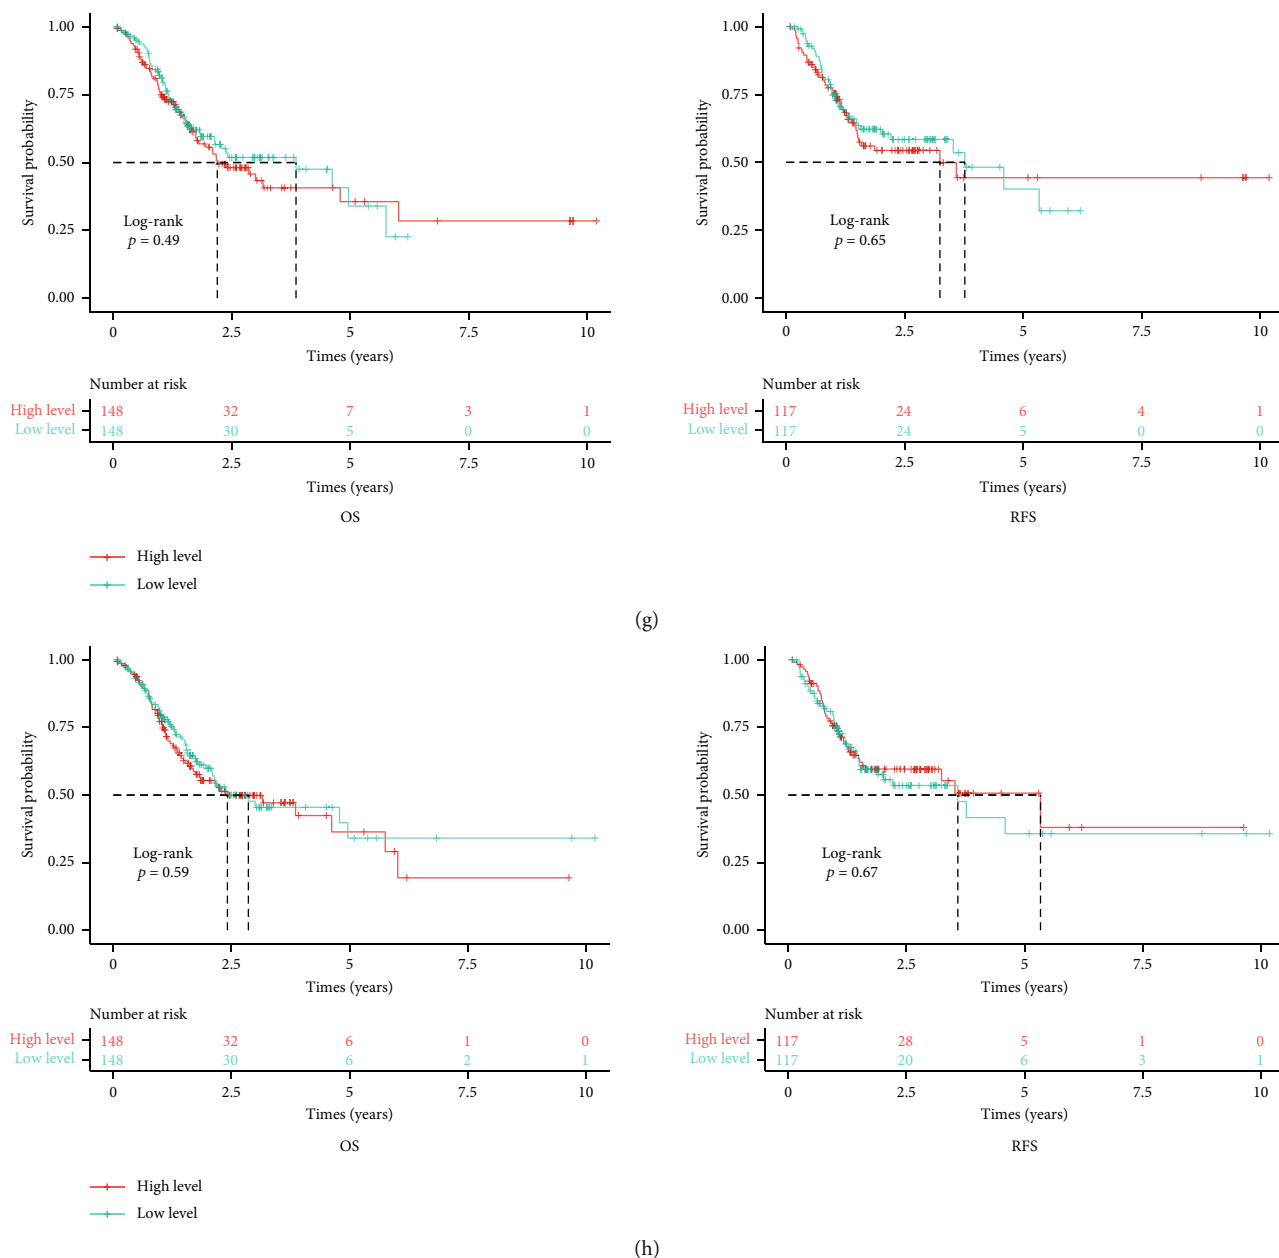 1.00
0.75
0.50
0.25
0.00
Survival probability
Log-rank
p = 0.49
0 2.5 5 7.5 10
Times (years)
Number at risk
High level 148 32 7 3 1
Low level 148 30 5 0 0
0 2.5 5 7.5 10
Times (years)
OS
1.00
0.75
0.50
0.25
0.00
Survival probability
Log-rank
p = 0.65
0 2.5 5 7.5 10
Times (years)
Number at risk
High level 117 24 6 4 1
Low level 117 24 5 0 0
0 2.5 5 7.5 10
Times (years)
RFS
High level
Low level
(g)
1.00
0.75
0.50
0.25
0.00
Survival probability
Log-rank
p = 0.59
0 2.5 5 7.5 10
Times (years)
Number at risk
High level 148 32 6 1 0
Low level 148 30 6 2 1
0 2.5 5 7.5 10
Times (years)
OS
1.00
0.75
0.50
0.25
0.00
Survival probability
Log-rank
p = 0.67
0 2.5 5 7.5 10
Times (years)
Number at risk
High level 117 28 5 1 0
Low level 117 20 6 3 1
0 2.5 5 7.5 10
Times (years)
RFS
High level
Low level
(h)